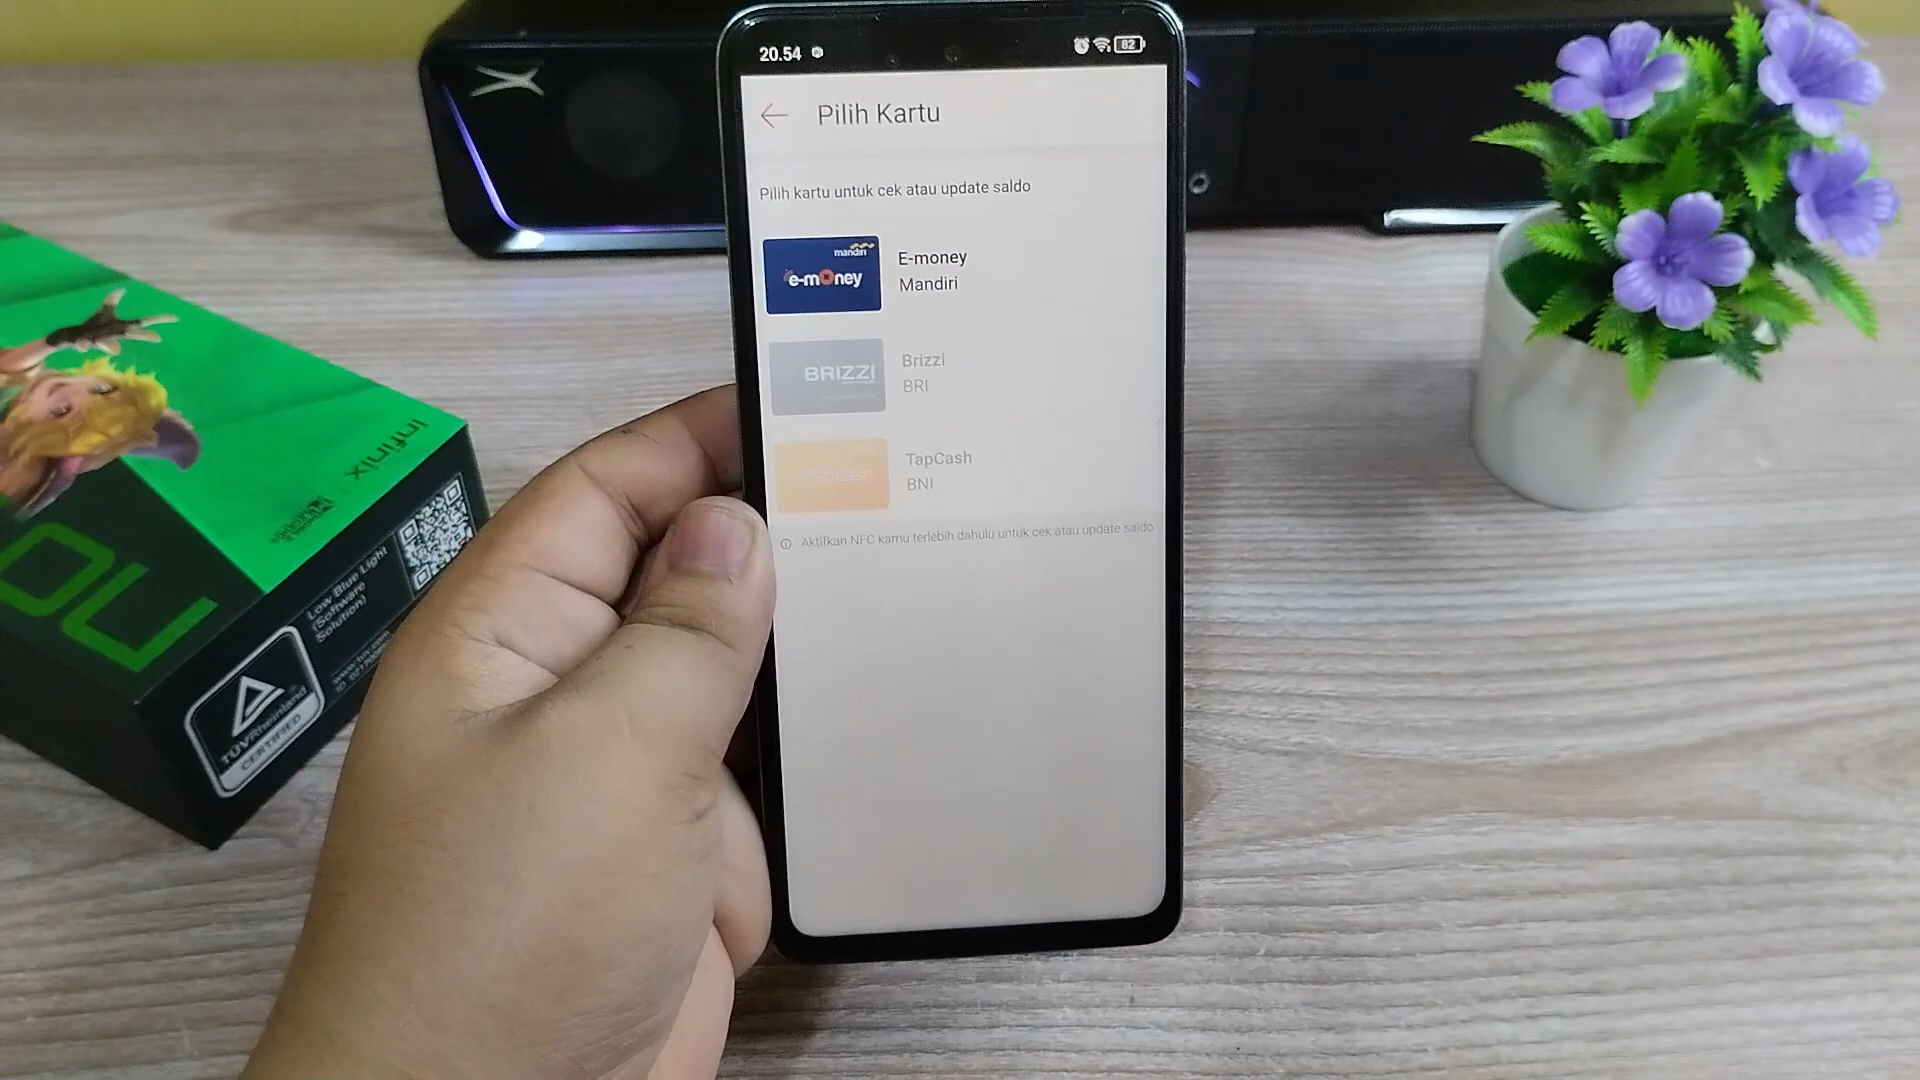 20.54
82
Pilih Kartu
Pilih kartu untuk cek atau update saldo
mandiri
e-money
E-money
Mandiri
BRIZZI
Brizzi
BRI
TapCash
BNI
Aktifkan NFC kamu terlebih dahulu untuk cek atau update saldo
Infinix
Low Blue Light
(Software
Solution)
TÜVRheinland
CERTIFIED